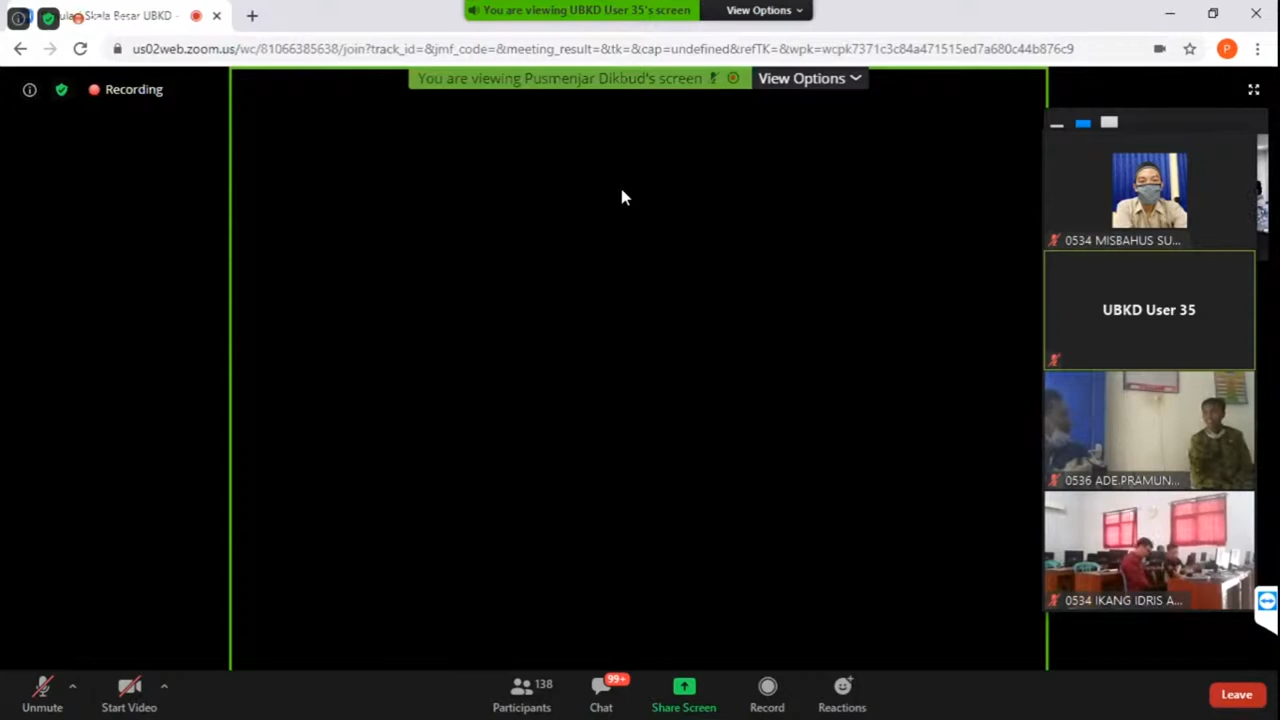 Skala Besar UBKD -
You are viewing UBKD User 35's screen
View Options
us02web.zoom.us/wc/81066385638/join?track_id=&jmf_code=&meeting_result=&tk=&cap=undefined&refTK=&wpk=wcpk7371c3c84a471515ed7a680c44b876c9
P
You are viewing Pusmenjar Dikbud's screen
View Options
Recording
0534 MISBAHUS SU...
UBKD User 35
0536 ADE.PRAMUN...
0534 IKANG IDRIS A...
Unmute
Start Video
138
Participants
99+
Chat
Share Screen
Record
Reactions
Leave